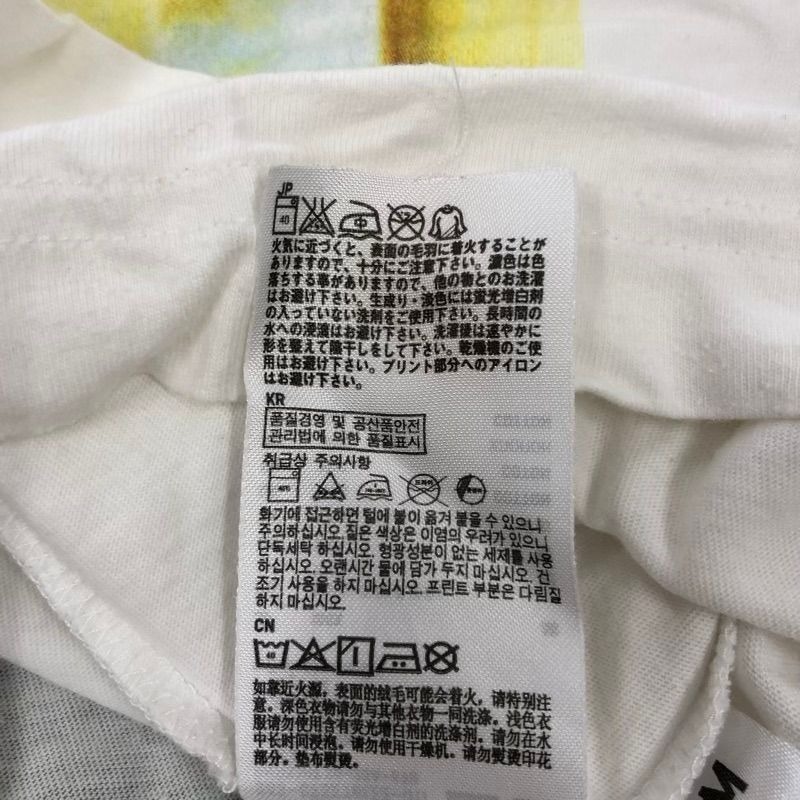 JP
40
中
火気に近づくと、表面の毛羽に着火することが
ありますので、十分にご注意下さい。濃色は色
落ちする事がありますので、他の物とのお洗濯
はお避け下さい。生成り・淡色には蛍光増白剤
の入っていない洗剤をご使用下さい。長時間の
水への浸漬はお避け下さい。洗濯後は速やかに
形を整えて陰干しをして下さい。乾燥機のご使
用はお避け下さい。プリント部分へのアイロン
はお避け下さい。
KR
품질경영 및 공산품안전
관리법에 의한 품질표시
취급상 주의사항
화기에 접근하면 털에 불이 옮겨 붙을 수 있으니
주의하십시오 짙은 색상은 이염의 우려가 있으니
단독세탁 하십시오. 형광성분이 없는 세제를 사용
하십시오. 오랜시간 물에 담가 두지 마십시오. 건
조기 사용을 하지 마십시오. 프린트 부분은 다림질
하지 마십시오.
CN
40
如靠近火源，表面的绒毛可能会着火，请特别注
意。深色衣物请勿与其他衣物一同洗涤。浅色衣
服请勿使用含有荧光增白剂的洗涤剂。请勿在水
中长时间浸泡。请勿使用干燥机。请勿熨烫印花
部分。垫布熨烫。
M